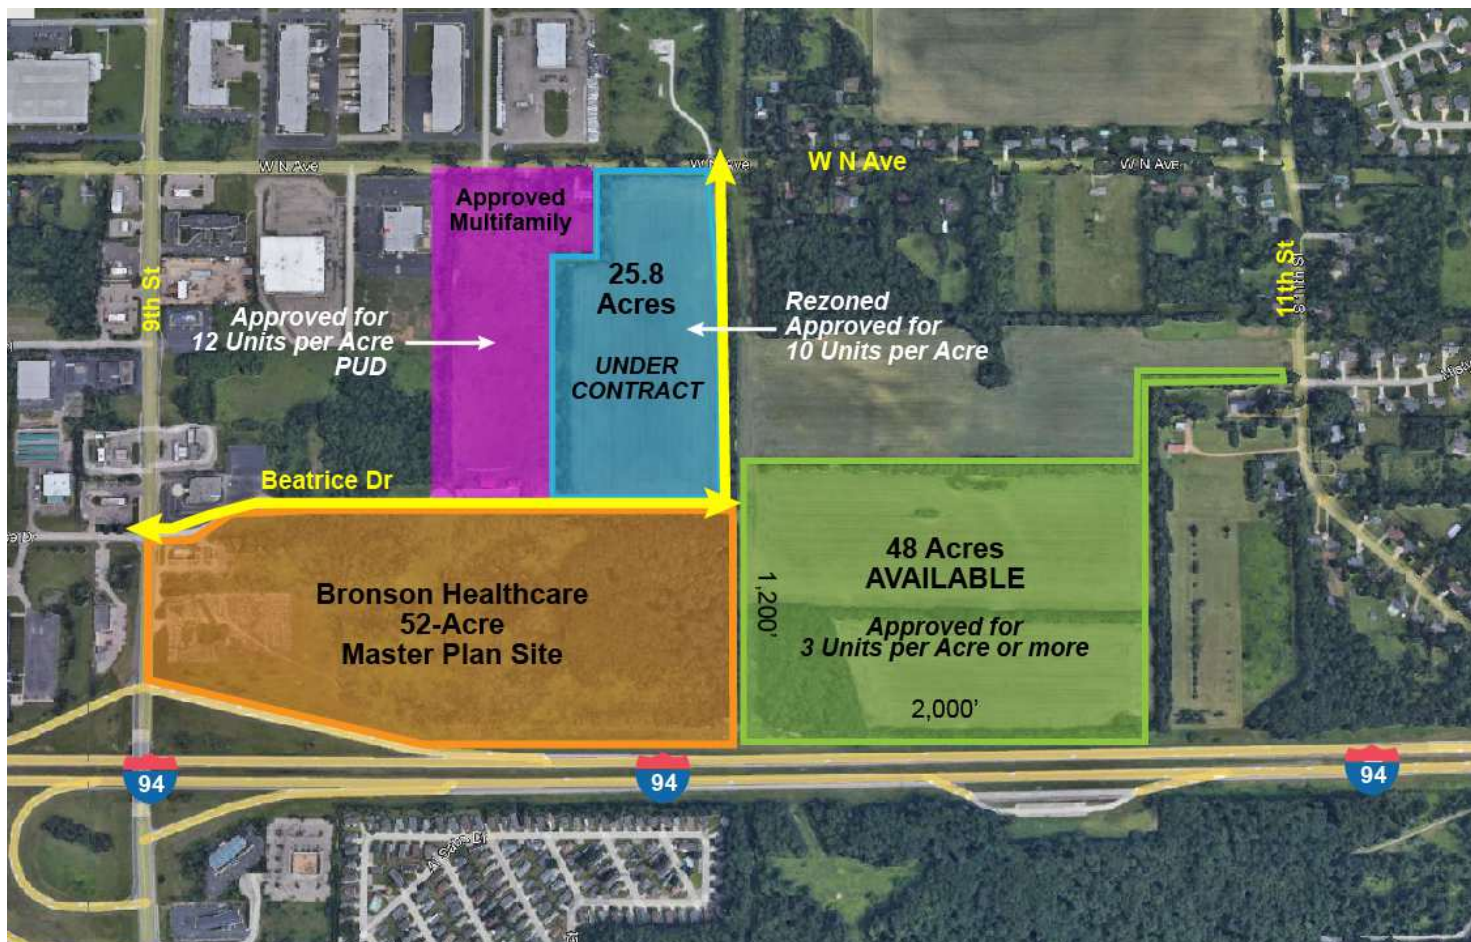 W N Ave
W N Ave
W N Ave
W N Ave
Approved
Multifamily
25.8
Acres
UNDER
CONTRACT
9th St
11th St
S 11th St
Approved for
12 Units per Acre
PUD
Rezoned
Approved for
10 Units per Acre
Beatrice Dr
Bronson Healthcare
52-Acre
Master Plan Site
48 Acres
AVAILABLE
Approved for
3 Units per Acre or more
1,200'
2,000'
94
94
94